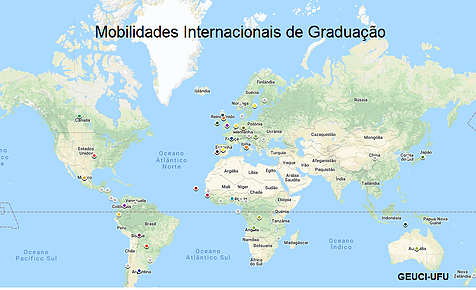 Mobilidades Internacionais de Graduação
Islândia
Suécia
Noruega
Rússia
Canadá
Reino Unido
Polônia
Alemanha
Ucrânia
França
Cazaquistão
Mongólia
Estados
Unidos
Espanha
Itália
Turquia
China
Japão
Oceano
Atlântico
Norte
Iraque
Irã
Afeganistão
Paquistão
Argélia
Líbia
Egito
Arábia
Saudita
México
Índia
Mali
Níger
Chade
Sudão
Tailândia
Venezuela
Colômbia
Nigéria
Etiópia
Quênia
Indonésia
Papua Nova
Guiné
Peru
Brasil
Tanzânia
Angola
Bolívia
Namíbia
Botsuana
Madagascar
Oceano
Índico
Oceano
Pacífico Sul
Chile
Oceano
Atlântico Sul
África
do Sul
Austrália
Argentina
GEUCI-UFU